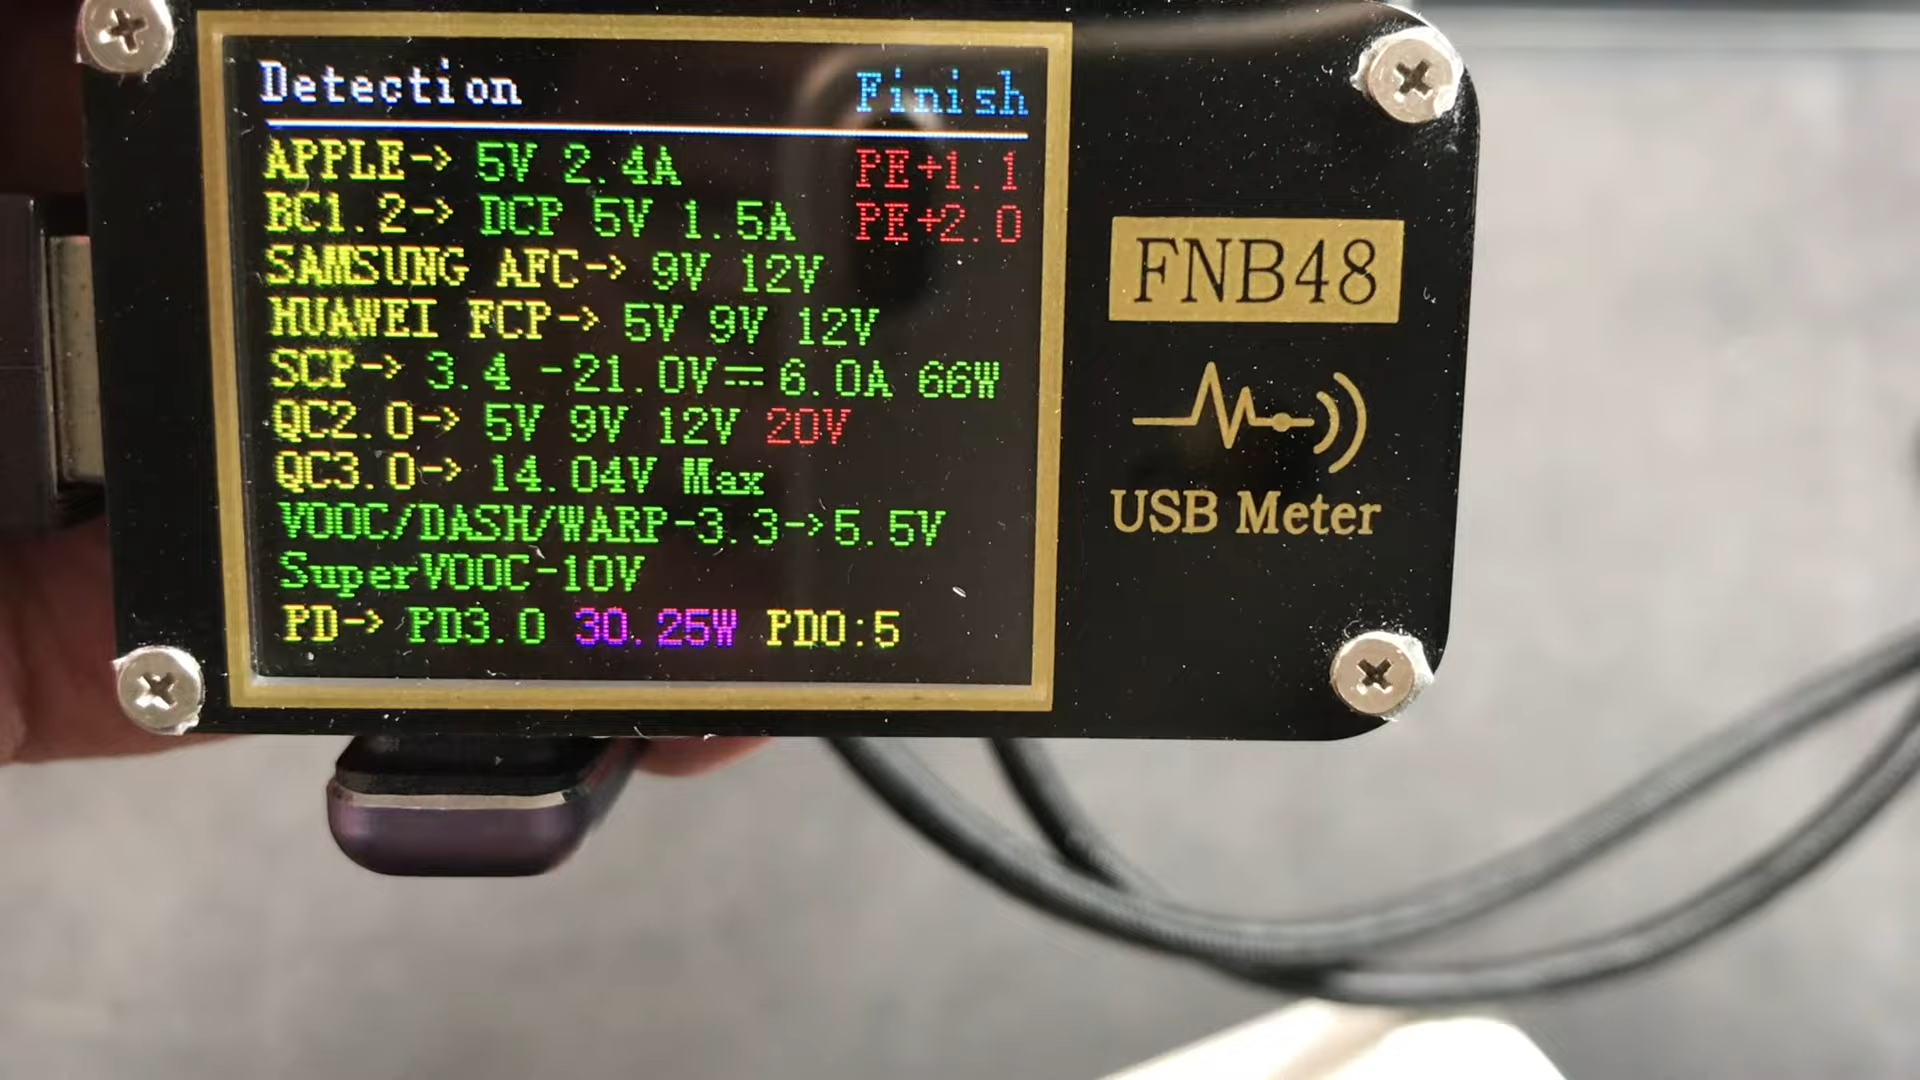 Detection Finish
APPLE-> 5V 2.4A PE+1.1
BC1.2-> DCP 5V 1.5A PE+2.0
SAMSUNG AFC-> 9V 12V
HUAWEI FCP-> 5V 9V 12V
SCP-> 3.4 -21.0V⎓6.0A 66W
QC2.0-> 5V 9V 12V 20V
QC3.0-> 14.04V Max
VOOC/DASH/WARP-3.3->5.5V
SuperVOOC-10V
PD-> PD3.0 30.25W PDO:5
FNB48
USB Meter